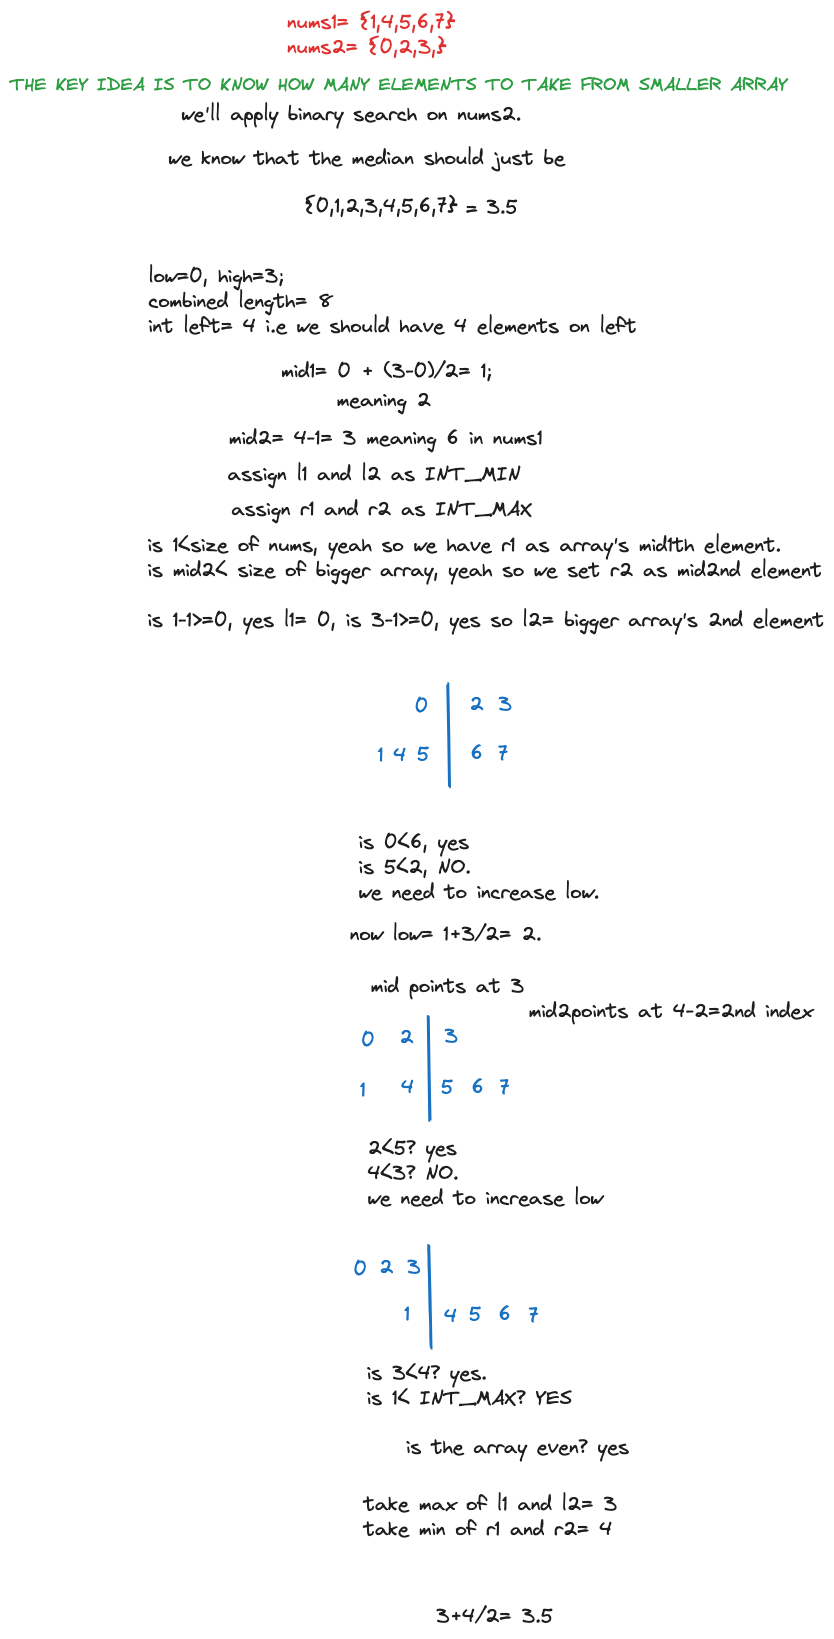 nums1= {1,4,5,6,7}
nums2= {0,2,3,}
THE KEY IDEA IS TO KNOW HOW MANY ELEMENTS TO TAKE FROM SMALLER ARRAY
we'll apply binary search on nums2.
we know that the median should just be
{0,1,2,3,4,5,6,7} = 3.5
low=0, high=3;
combined length= 8
int left= 4 i.e we should have 4 elements on left
mid1= 0 + (3-0)/2= 1;
meaning 2
mid2= 4-1= 3 meaning 6 in nums1
assign l1 and l2 as INT_MIN
assign r1 and r2 as INT_MAX
is 1<size of nums, yeah so we have r1 as array's mid1th element.
is mid2< size of bigger array, yeah so we set r2 as mid2nd element
is 1-1>=0, yes l1= 0, is 3-1>=0, yes so l2= bigger array's 2nd element
0 2 3
1 4 5 6 7
is 0<6, yes
is 5<2, NO.
we need to increase low.
now low= 1+3/2= 2.
mid points at 3
mid2points at 4-2=2nd index
0 2 3
1 4 5 6 7
2<5? yes
4<3? NO.
we need to increase low
0 2 3
1 4 5 6 7
is 3<4? yes.
is 1< INT_MAX? YES
is the array even? yes
take max of l1 and l2= 3
take min of r1 and r2= 4
3+4/2= 3.5